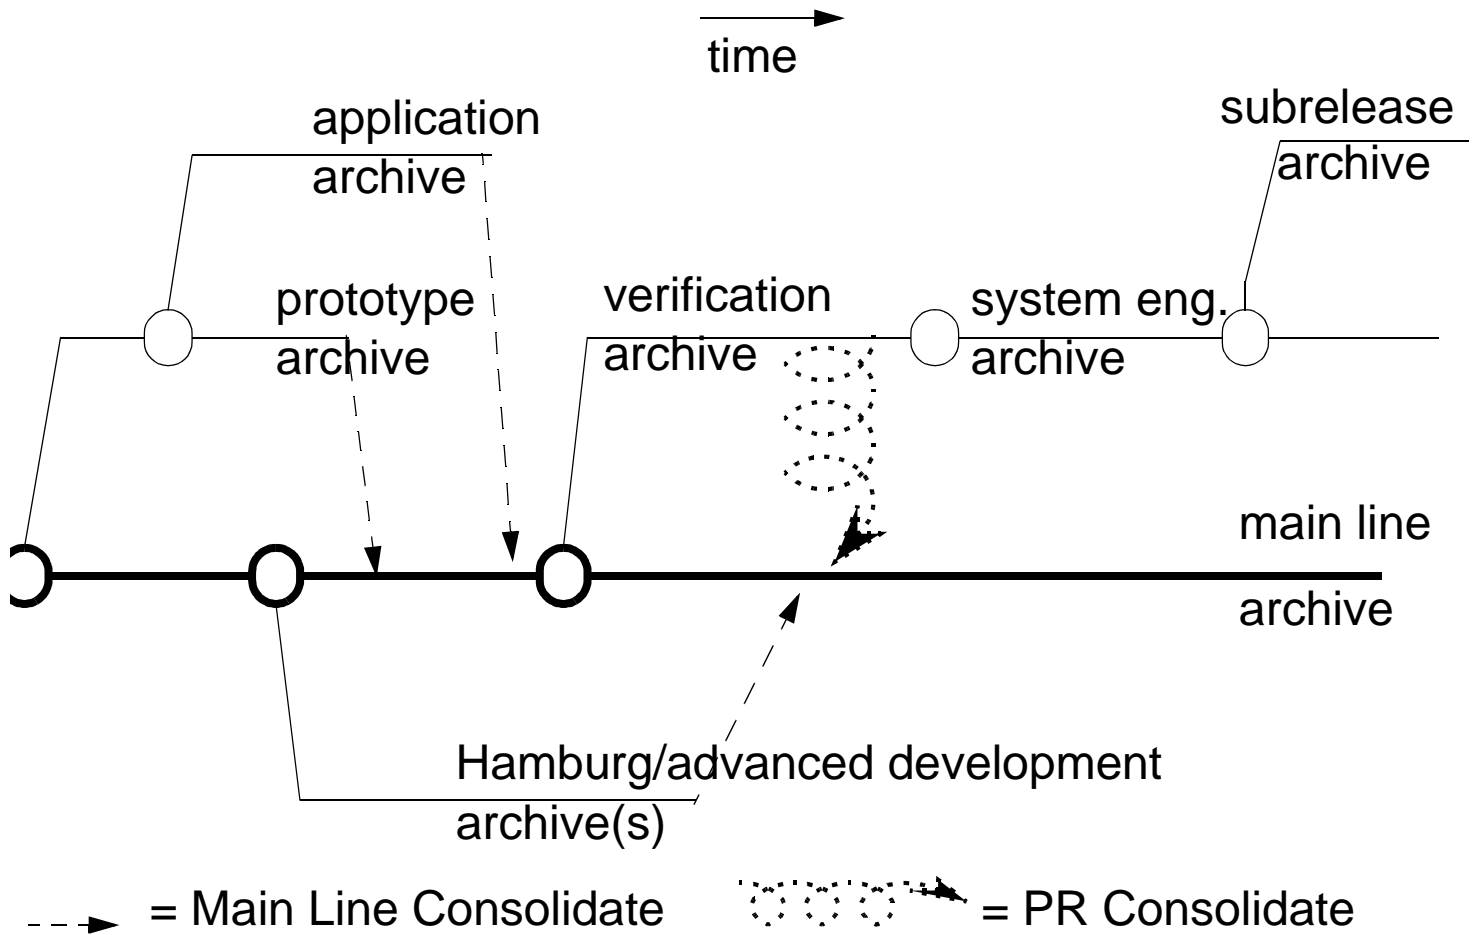 time
application
archive
subrelease
archive
prototype
archive
verification
archive
system eng.
archive
main line
archive
Hamburg/advanced development
archive(s)
= Main Line Consolidate
= PR Consolidate